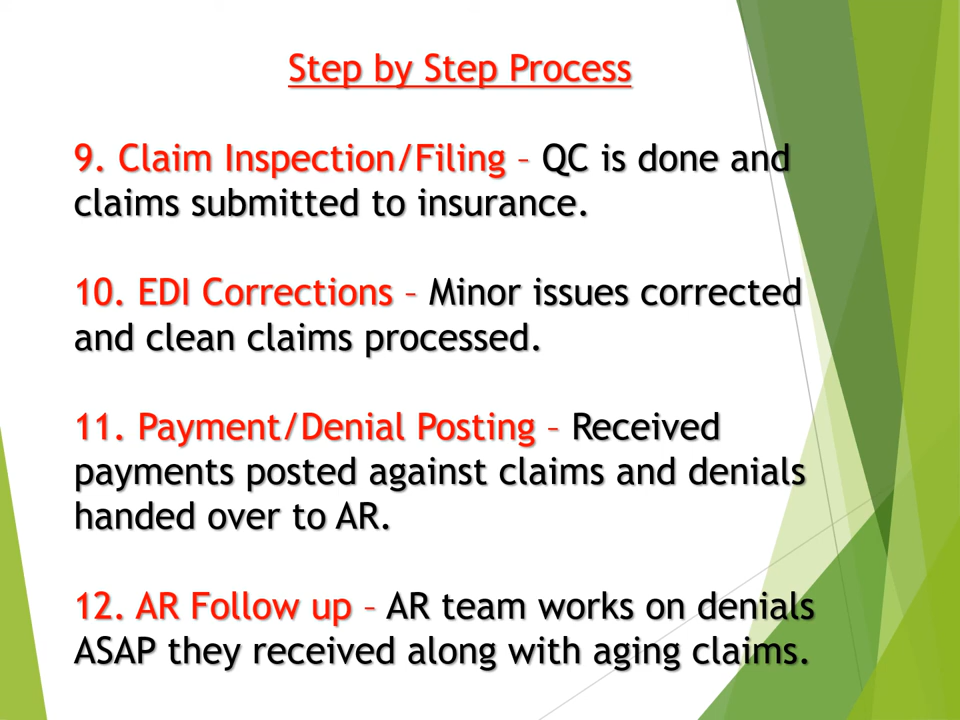 Step by Step Process
9. Claim Inspection/Filing – QC is done and
claims submitted to insurance.
10. EDI Corrections – Minor issues corrected
and clean claims processed.
11. Payment/Denial Posting – Received
payments posted against claims and denials
handed over to AR.
12. AR Follow up – AR team works on denials
ASAP they received along with aging claims.